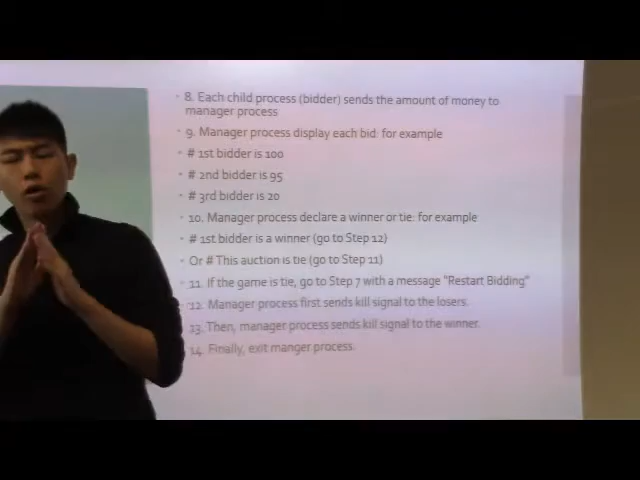 8. Each child process (bidder) sends the amount of money to
manager process
9. Manager process display each bid: for example
# 1st bidder is 100
# 2nd bidder is 95
# 3rd bidder is 20
10. Manager process declare a winner or tie: for example
# 1st bidder is a winner (go to Step 12)
Or # This auction is tie (go to Step 11)
11. If the game is tie, go to Step 7 with a message "Restart Bidding"
12. Manager process first sends kill signal to the losers.
13. Then, manager process sends kill signal to the winner.
14. Finally, exit manger process.